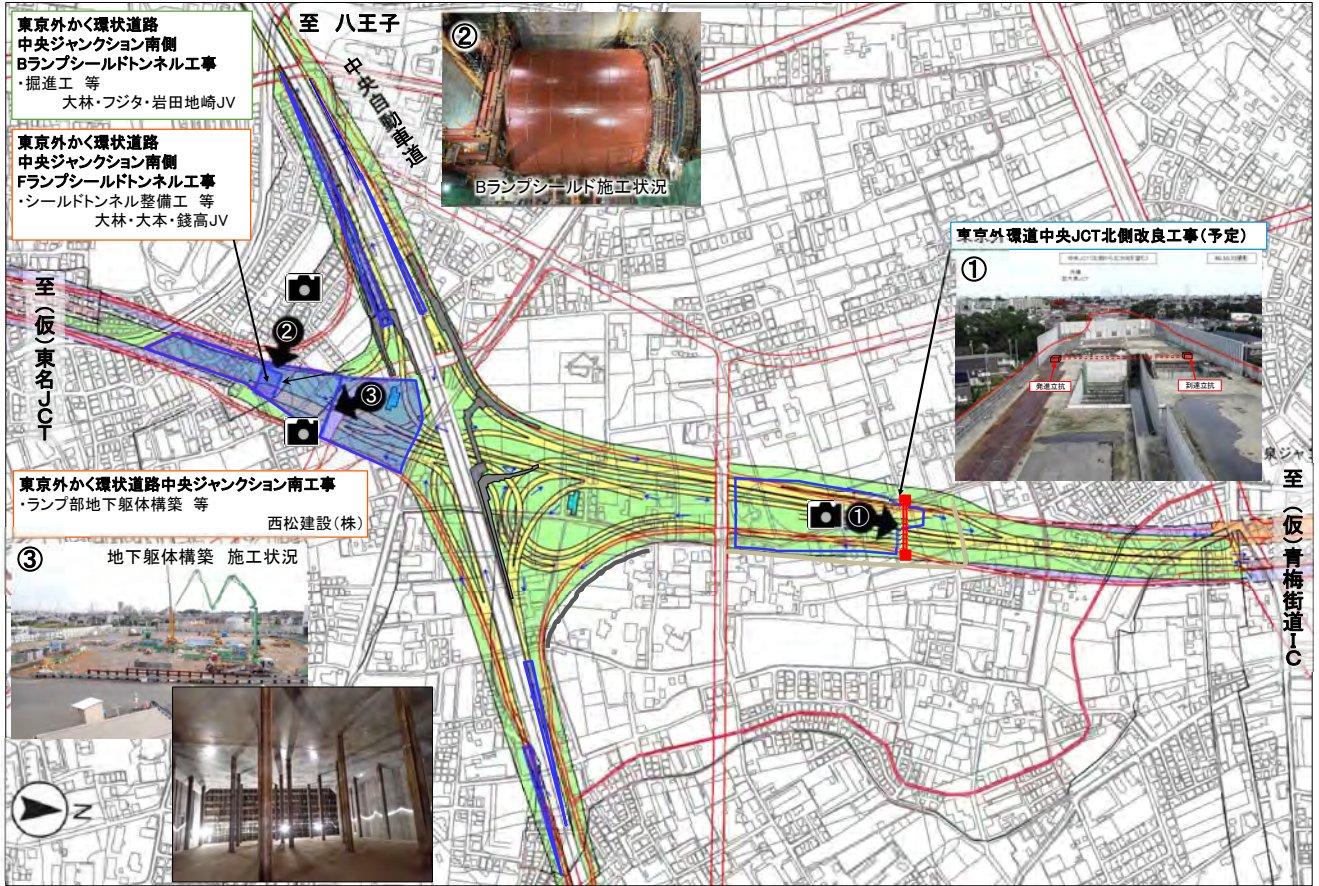 東京外かく環状道路
中央ジャンクション南側
Bランプシールドトンネル工事
・掘進工 等
大林・フジタ・岩田地崎JV
東京外かく環状道路
中央ジャンクション南側
Fランプシールドトンネル工事
・シールドトンネル整備工 等
大林・大本・錢高JV
至 八王子
中央自動車道
②
Bランプシールド施工状況
東京外環道中央JCT北側改良工事(予定)
①
発進立坑
到達立坑
至(仮)東名JCT
②
③
①
泉ジャン
至(仮)青梅街道IC
東京外かく環状道路中央ジャンクション南工事
・ランプ部地下躯体構築 等
西松建設(株)
③
地下躯体構築 施工状況
N